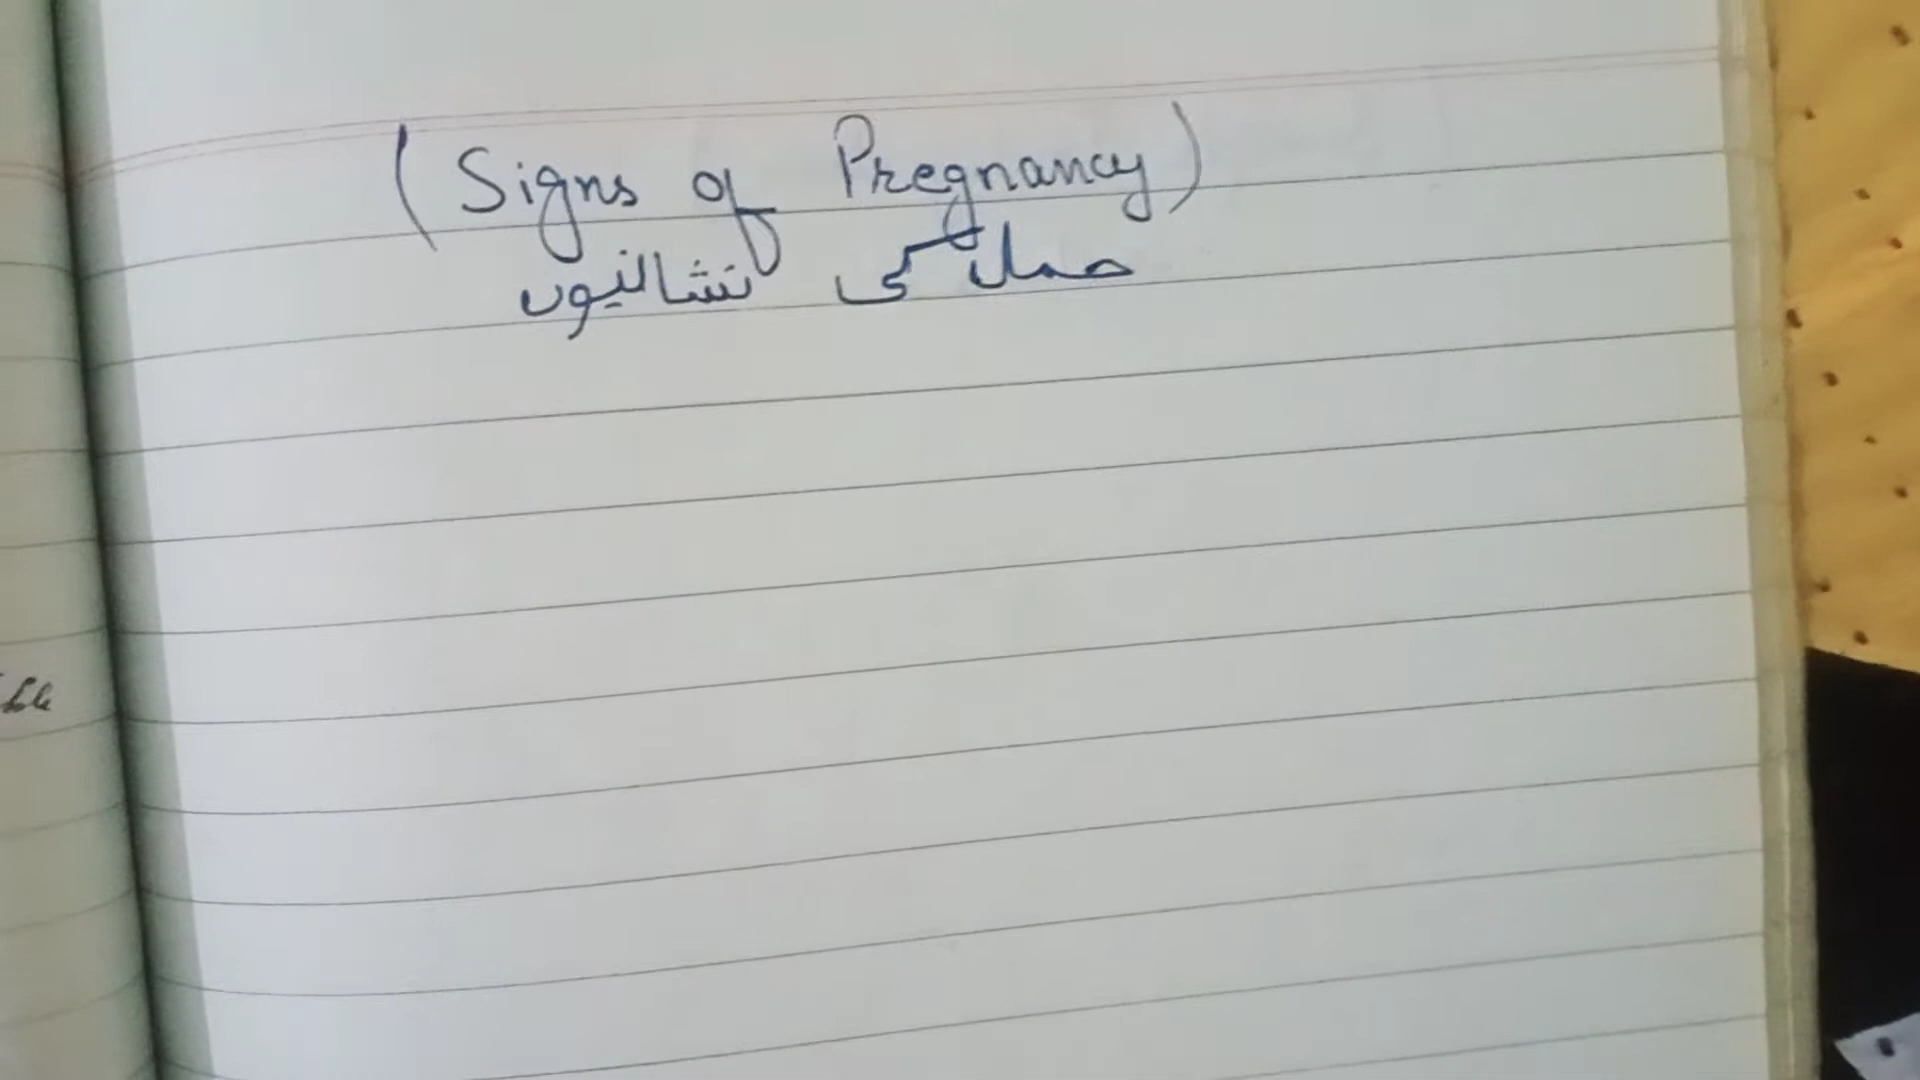 (Signs of Pregnancy)
حمل کی نشانیوں